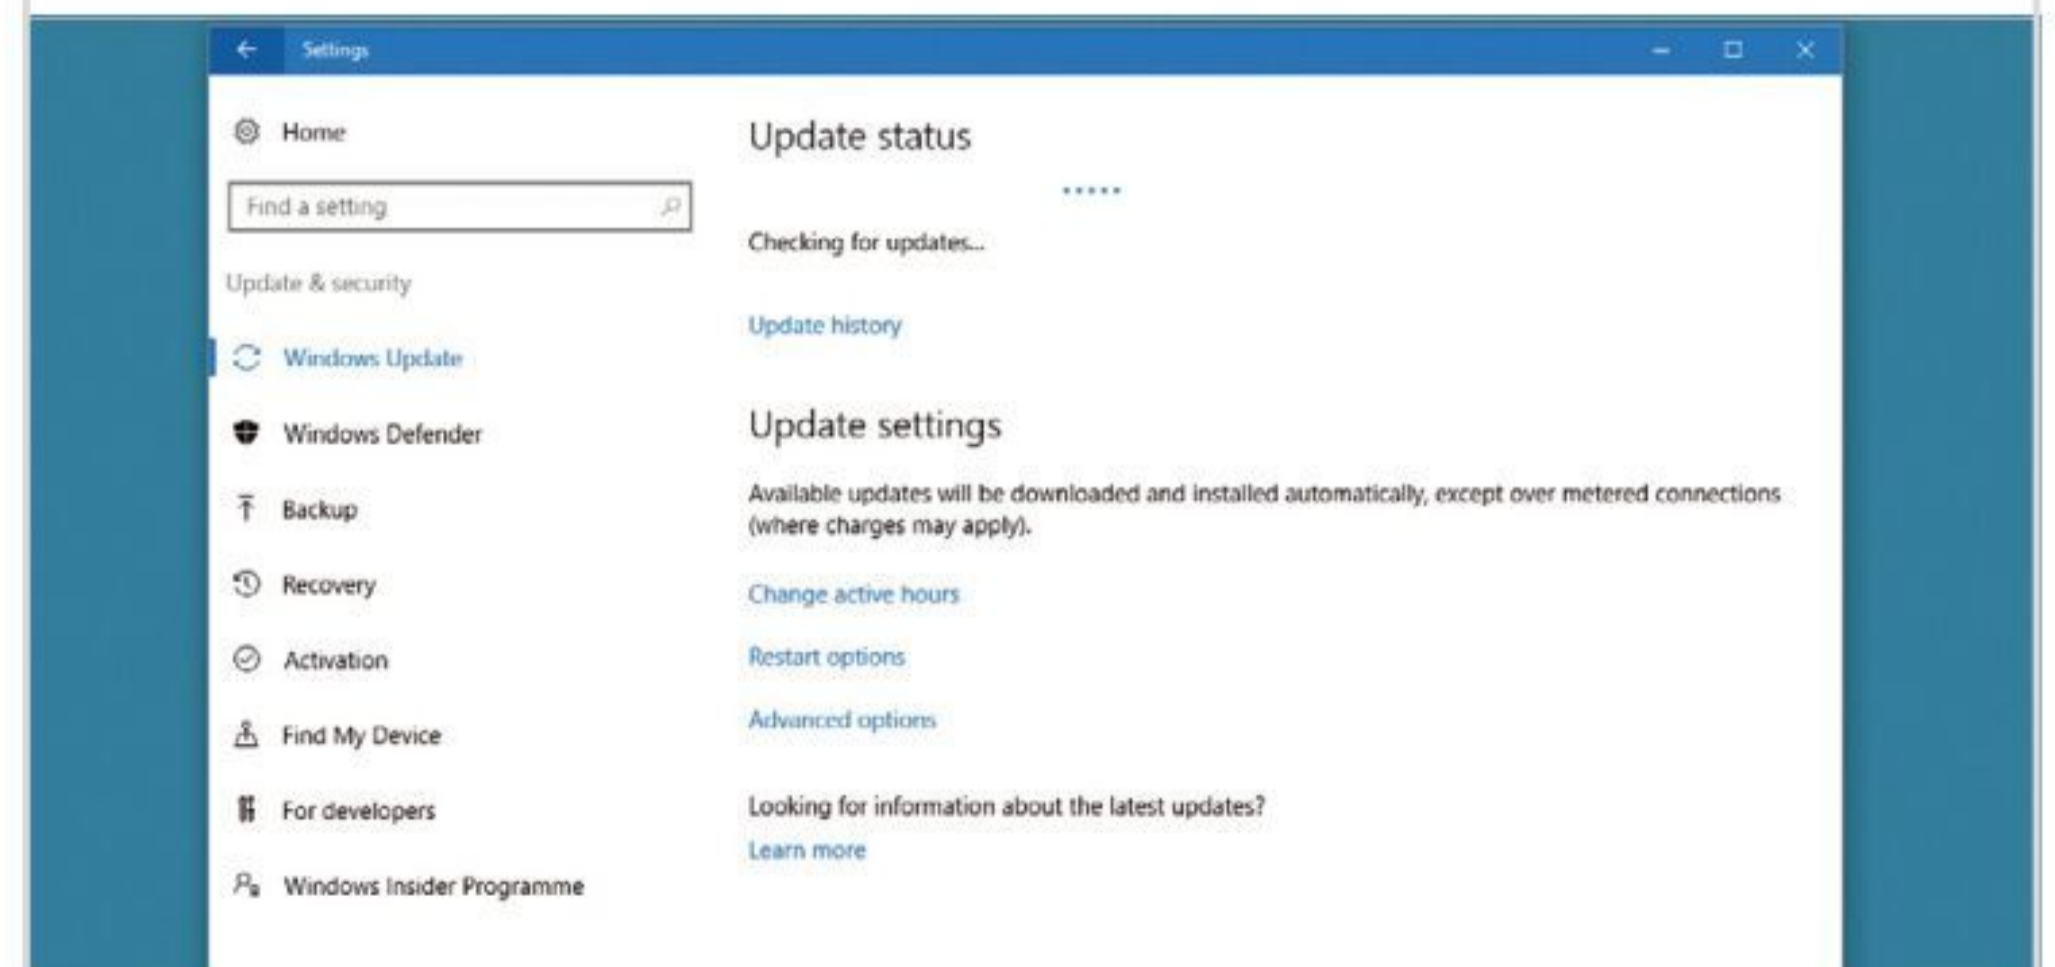 Settings
Home
Find a setting
Update & security
Windows Update
Windows Defender
Backup
Recovery
Activation
Find My Device
For developers
Windows Insider Programme
Update status
Checking for updates...
Update history
Update settings
Available updates will be downloaded and installed automatically, except over metered connections
(where charges may apply).
Change active hours
Restart options
Advanced options
Looking for information about the latest updates?
Learn more